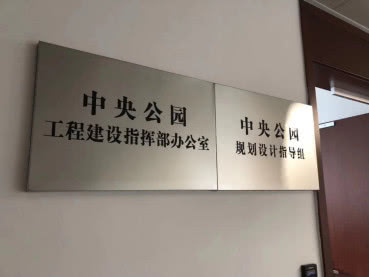 中央公园
工程建设指挥部办公室
中央公园
规划设计指导组